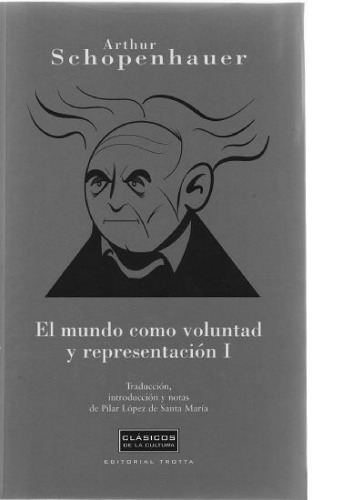 Arthur
Schopenhauer
El mundo como voluntad
y representación I
Traducción,
introducción y notas
de Pilar López de Santa María
CLÁSICOS
DE LA CULTURA
EDITORIAL TROTTA